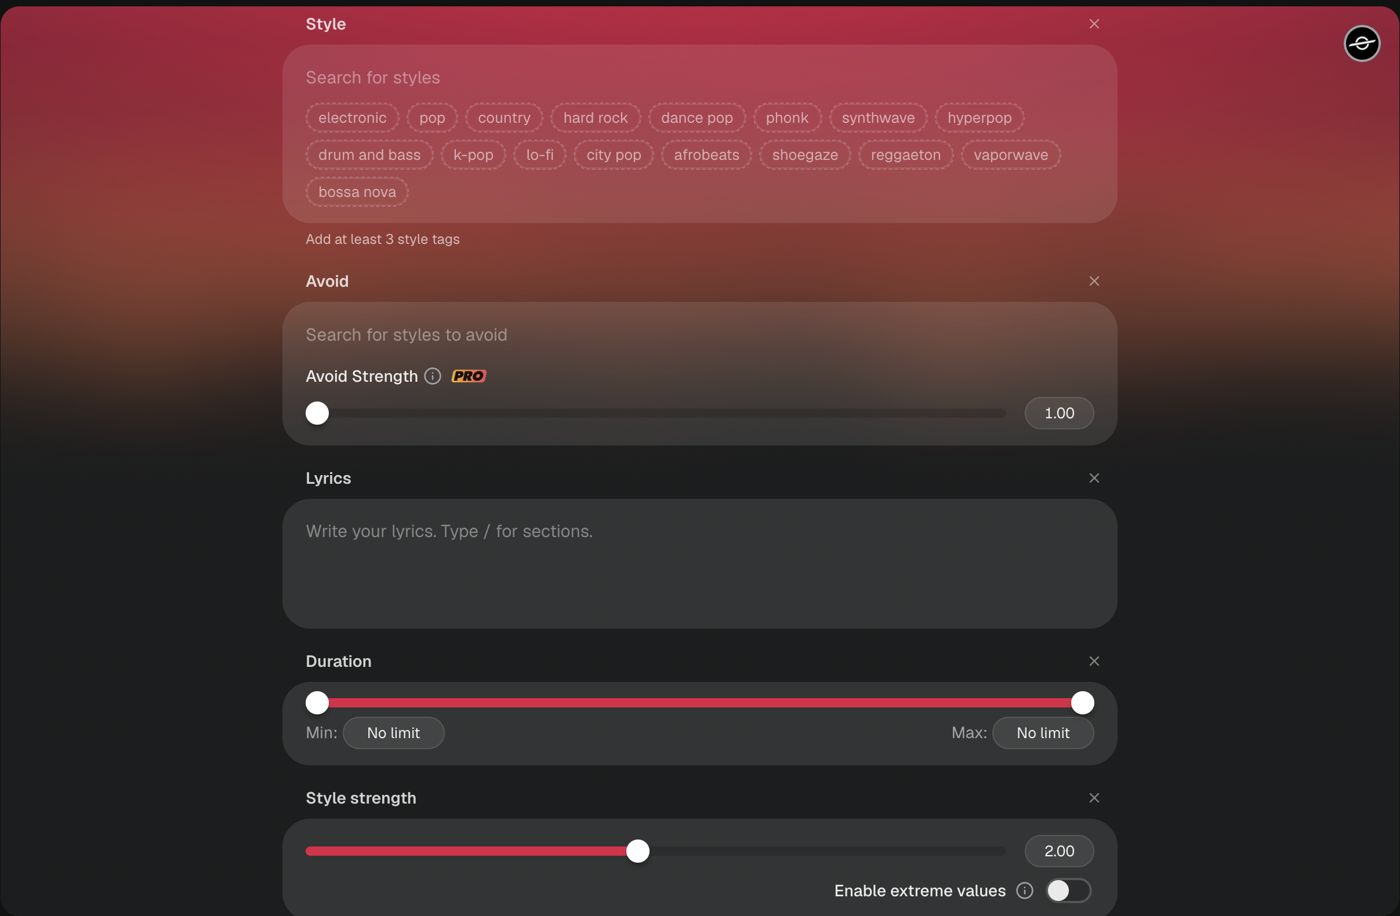 Style
Search for styles
electronic pop country hard rock dance pop phonk synthwave hyperpop
drum and bass k-pop lo-fi city pop afrobeats shoegaze reggaeton vaporwave
bossa nova
Add at least 3 style tags
Avoid
Search for styles to avoid
Avoid Strength PRO
1.00
Lyrics
Write your lyrics. Type / for sections.
Duration
Min: No limit Max: No limit
Style strength
2.00
Enable extreme values